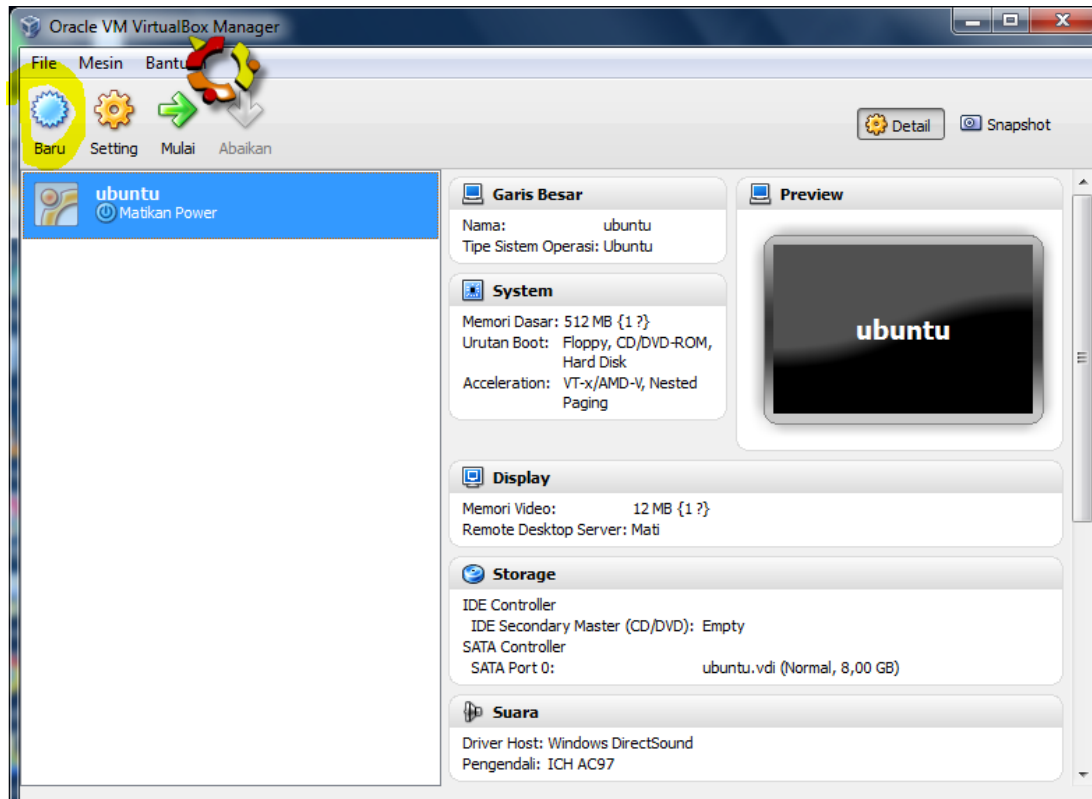 Oracle VM VirtualBox Manager
File Mesin
Baru Setting Mulai Abaikan
Detail Snapshot
ubuntu
Matikan Power
Garis Besar
Nama: ubuntu
Tipe Sistem Operasi: Ubuntu
System
Memori Dasar: 512 MB {1 ?}
Urutan Boot: Floppy, CD/DVD-ROM,
Hard Disk
Acceleration: VT-x/AMD-V, Nested
Paging
Preview
ubuntu
Display
Memori Video: 12 MB {1 ?}
Remote Desktop Server: Mati
Storage
IDE Controller
IDE Secondary Master (CD/DVD): Empty
SATA Controller
SATA Port 0: ubuntu.vdi (Normal, 8,00 GB)
Suara
Driver Host: Windows DirectSound
Pengendali: ICH AC97